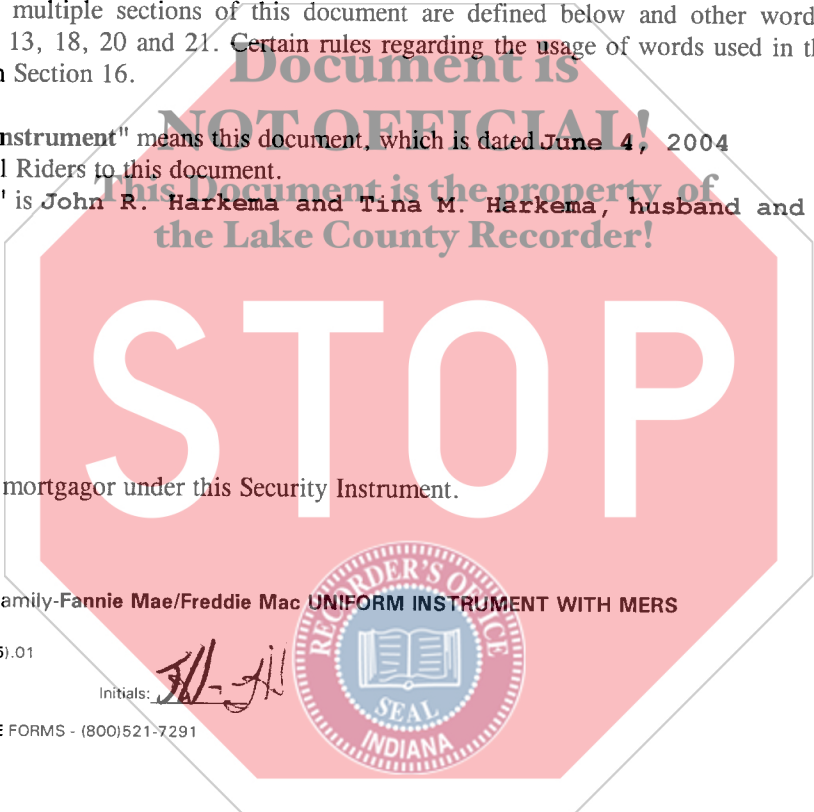 multiple sections of this document are defined below and other word
13, 18, 20 and 21. Certain rules regarding the usage of words used in th
Section 16.
Document is
NOT OFFICIAL!
nstrument" means this document, which is dated June 4, 2004
l Riders to this document.
This Document is the property of
" is John R. Harkema and Tina M. Harkema, husband and
the Lake County Recorder!
STOP
mortgagor under this Security Instrument.
amily-Fannie Mae/Freddie Mac UNIFORM INSTRUMENT WITH MERS
).01
Initials:
FORMS - (800)521-7291
RECORDER'S OFFICE
SEAL
INDIANA